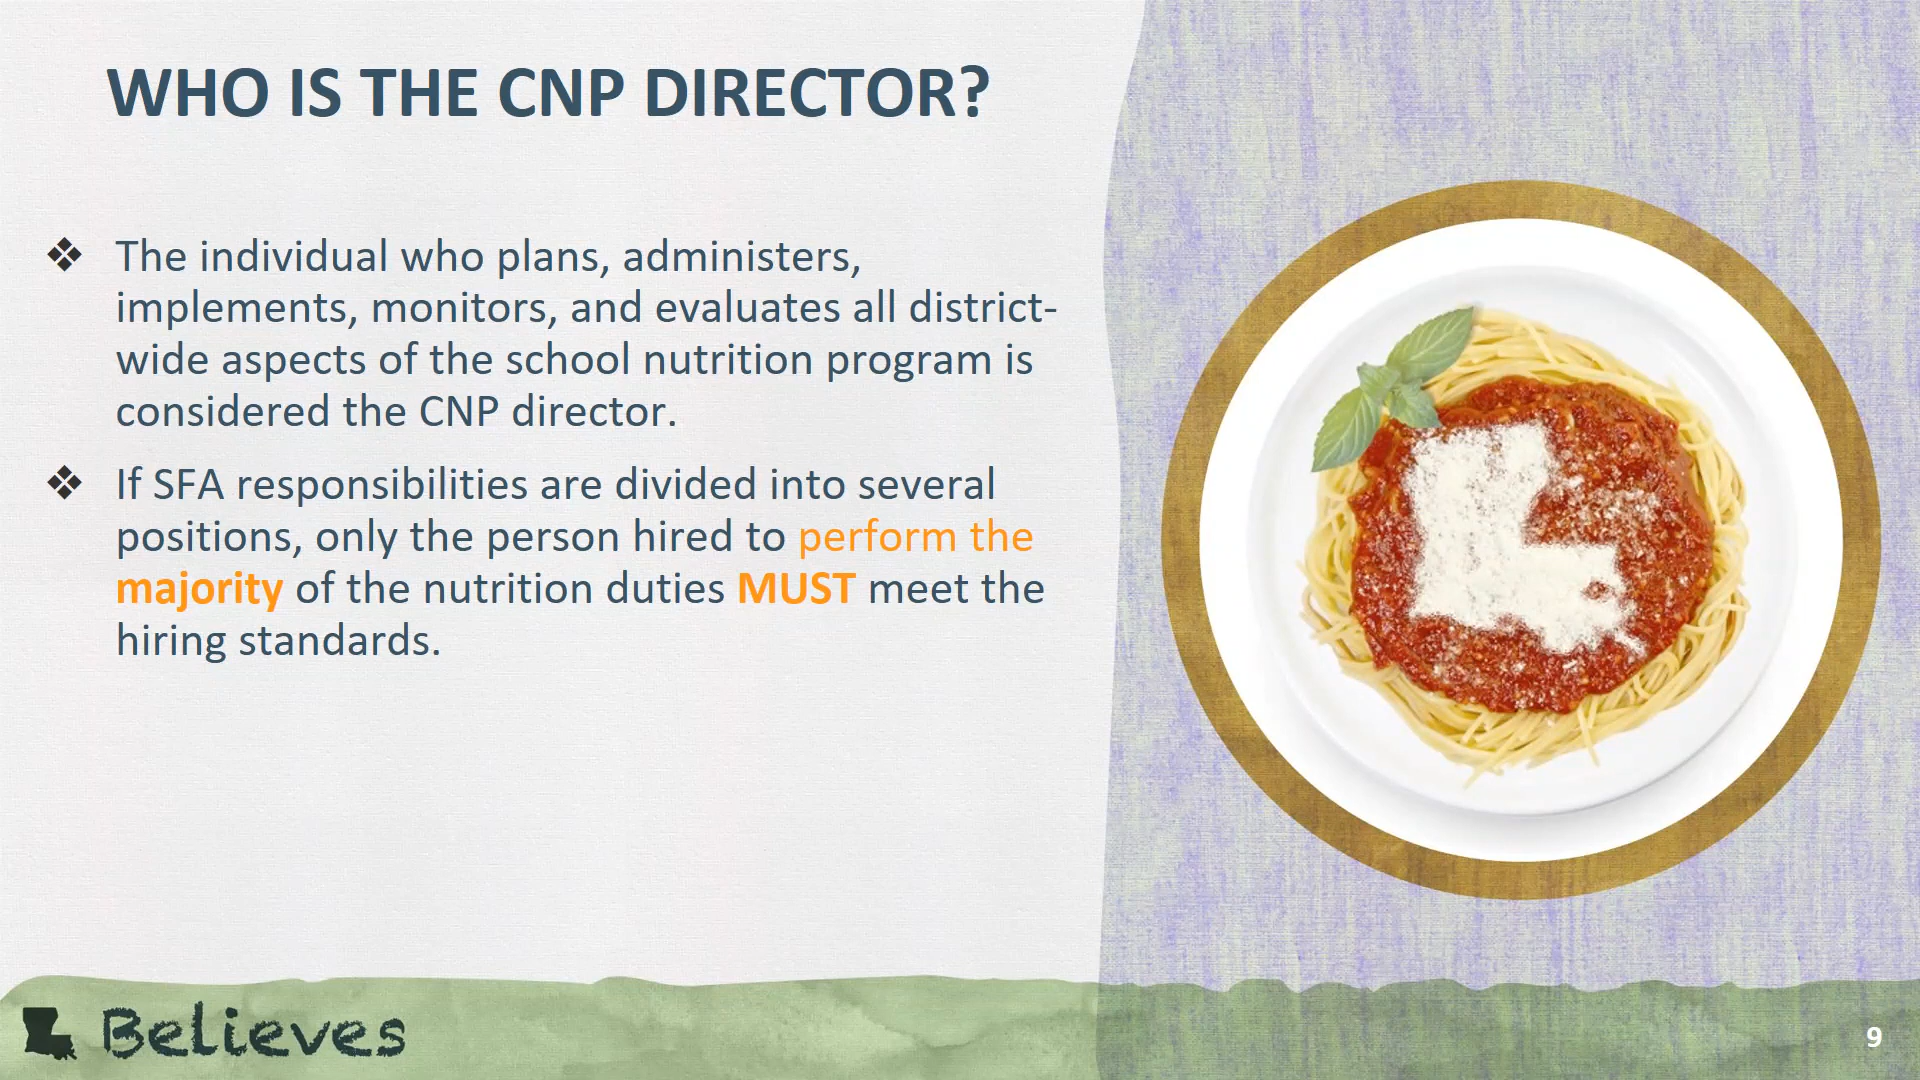 WHO IS THE CNP DIRECTOR?
❖ The individual who plans, administers,
implements, monitors, and evaluates all district-
wide aspects of the school nutrition program is
considered the CNP director.
❖ If SFA responsibilities are divided into several
positions, only the person hired to perform the
majority of the nutrition duties MUST meet the
hiring standards.
Believes
9